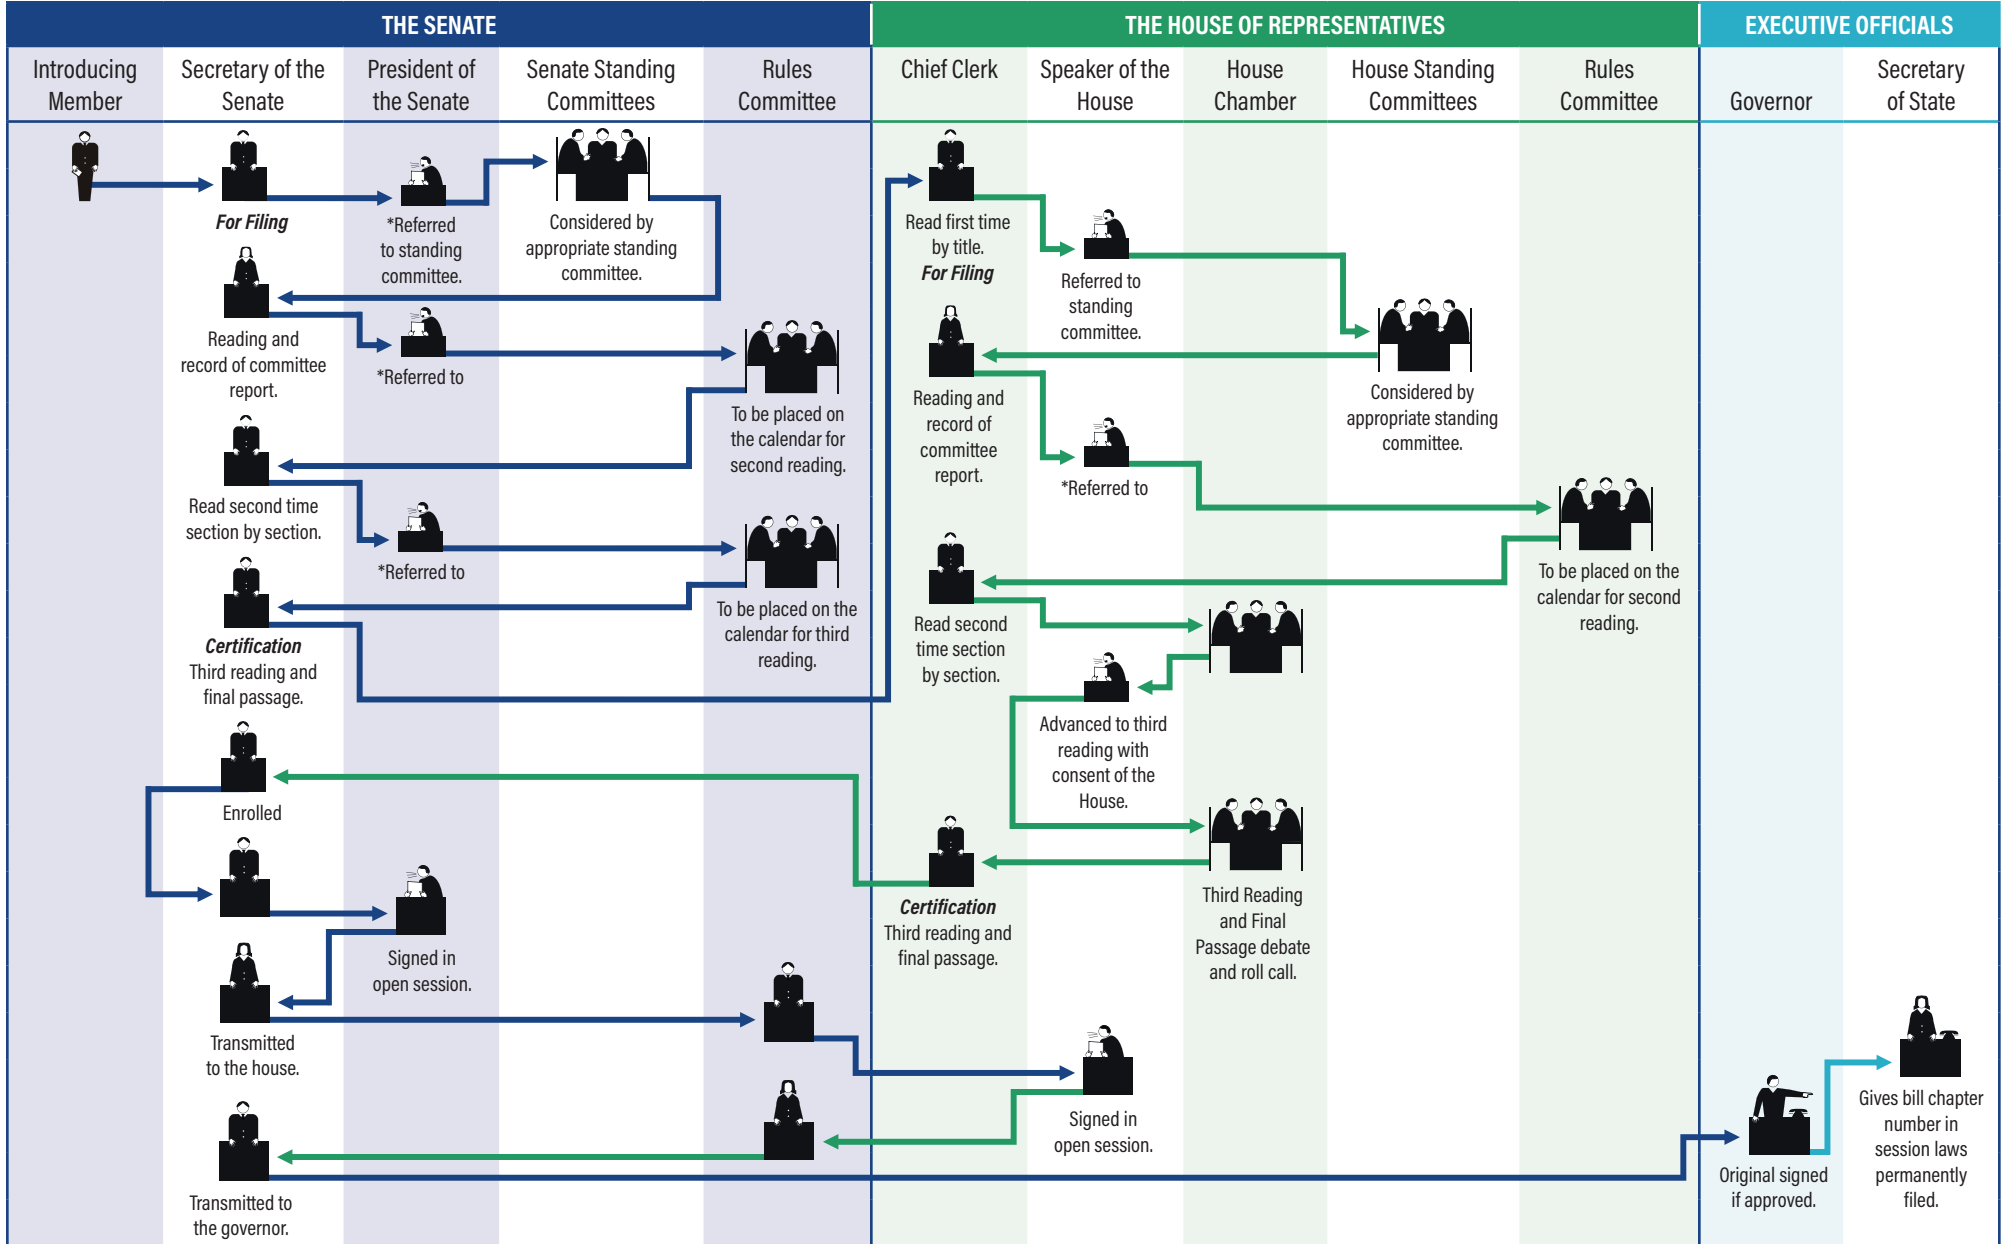 THE SENATE
THE HOUSE OF REPRESENTATIVES
EXECUTIVE OFFICIALS
Introducing
Member
Secretary of the
Senate
President of
the Senate
Senate Standing
Committees
Rules
Committee
Chief Clerk
Speaker of the
House
House
Chamber
House Standing
Committees
Rules
Committee
Governor
Secretary
of State
For Filing
*Referred
to standing
committee.
Considered by
appropriate standing
committee.
Reading and
record of committee
report.
*Referred to
To be placed on
the calendar for
second reading.
Read second time
section by section.
*Referred to
To be placed on the
calendar for third
reading.
Certification
Third reading and
final passage.
Read first time
by title.
For Filing
Referred to
standing
committee.
Considered by
appropriate standing
committee.
Reading and
record of
committee
report.
*Referred to
To be placed on the
calendar for second
reading.
Read second
time section
by section.
Advanced to third
reading with
consent of the
House.
Third Reading
and Final
Passage debate
and roll call.
Certification
Third reading and
final passage.
Enrolled
Signed in
open session.
Transmitted
to the house.
Signed in
open session.
Transmitted to
the governor.
Original signed
if approved.
Gives bill chapter
number in
session laws
permanently
filed.